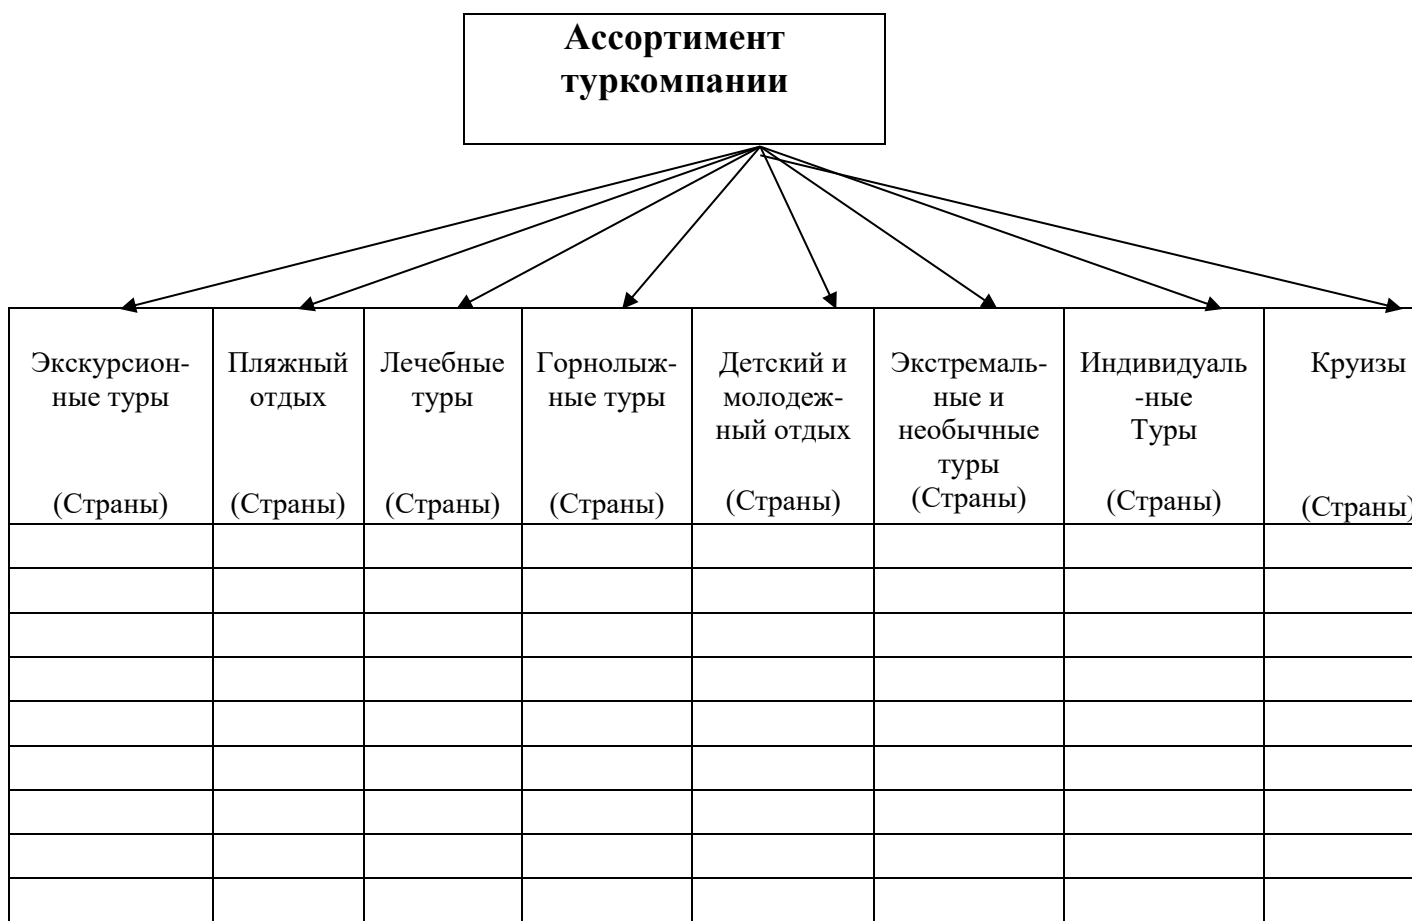 Ассортимент
туркомпании
Экскурсион-
ные туры
(Страны)
Пляжный
отдых
(Страны)
Лечебные
туры
(Страны)
Горнолыж-
ные туры
(Страны)
Детский и
молодеж-
ный отдых
(Страны)
Экстремаль-
ные и
необычные
туры
(Страны)
Индивидуаль
-ные
Туры
(Страны)
Круизы
(Страны)